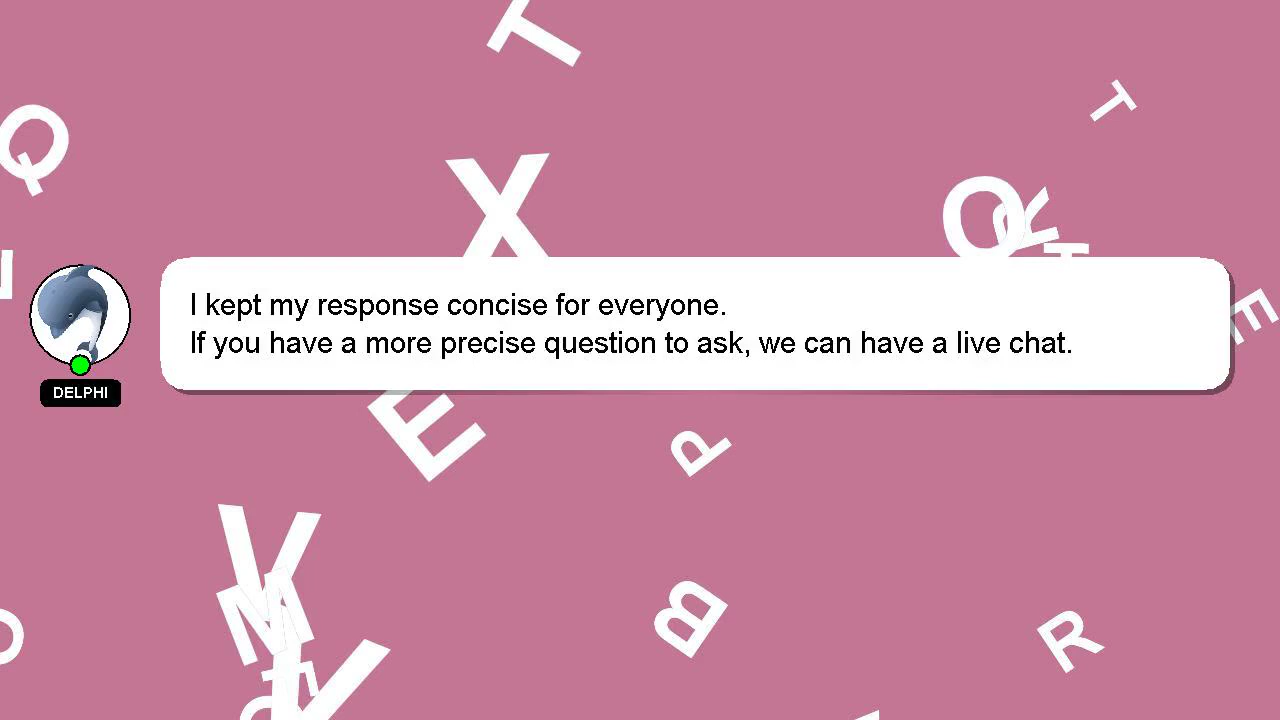 T
T
Q
X
Q
E
I kept my response concise for everyone.
If you have a more precise question to ask, we can have a live chat.
DELPHI
E
P
V
M
B
R
V